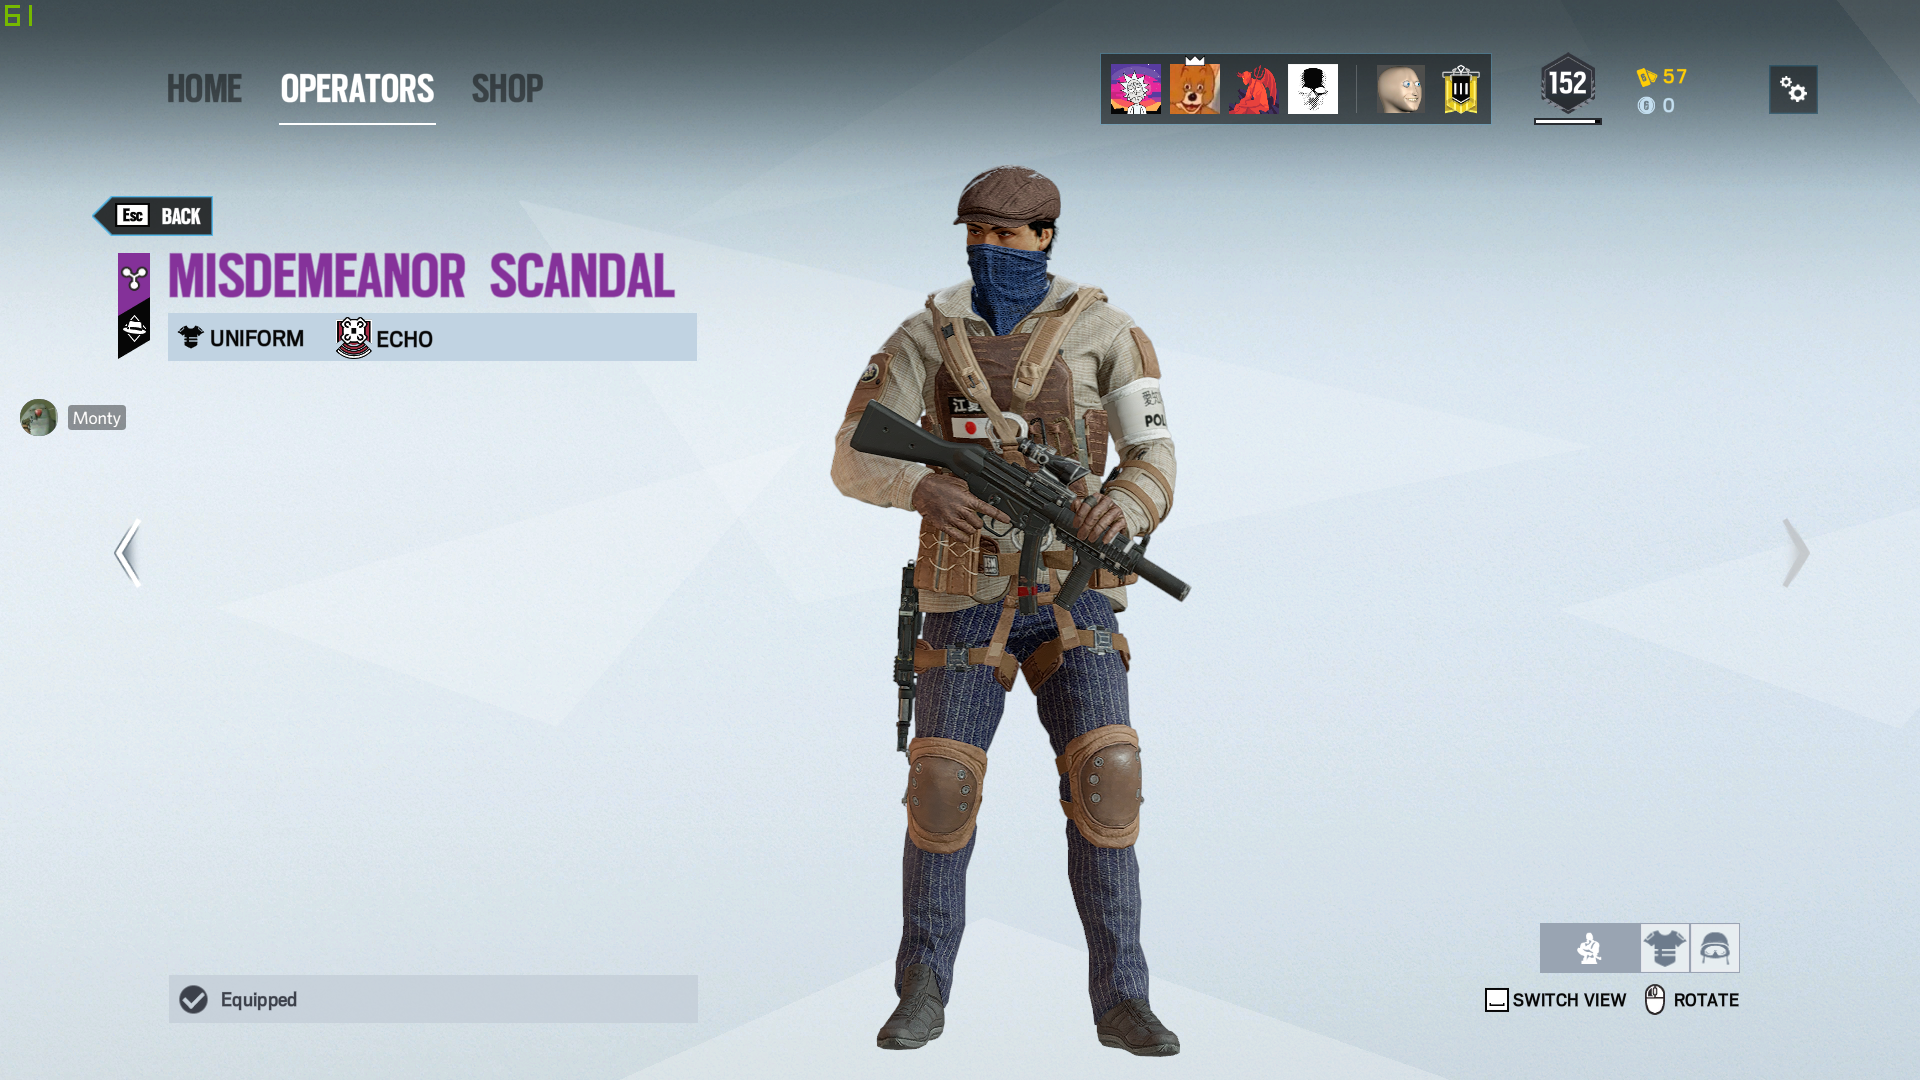 61
HOME OPERATORS SHOP
152
57
0
Esc BACK
MISDEMEANOR SCANDAL
UNIFORM ECHO
Monty
POL
Equipped
SWITCH VIEW ROTATE